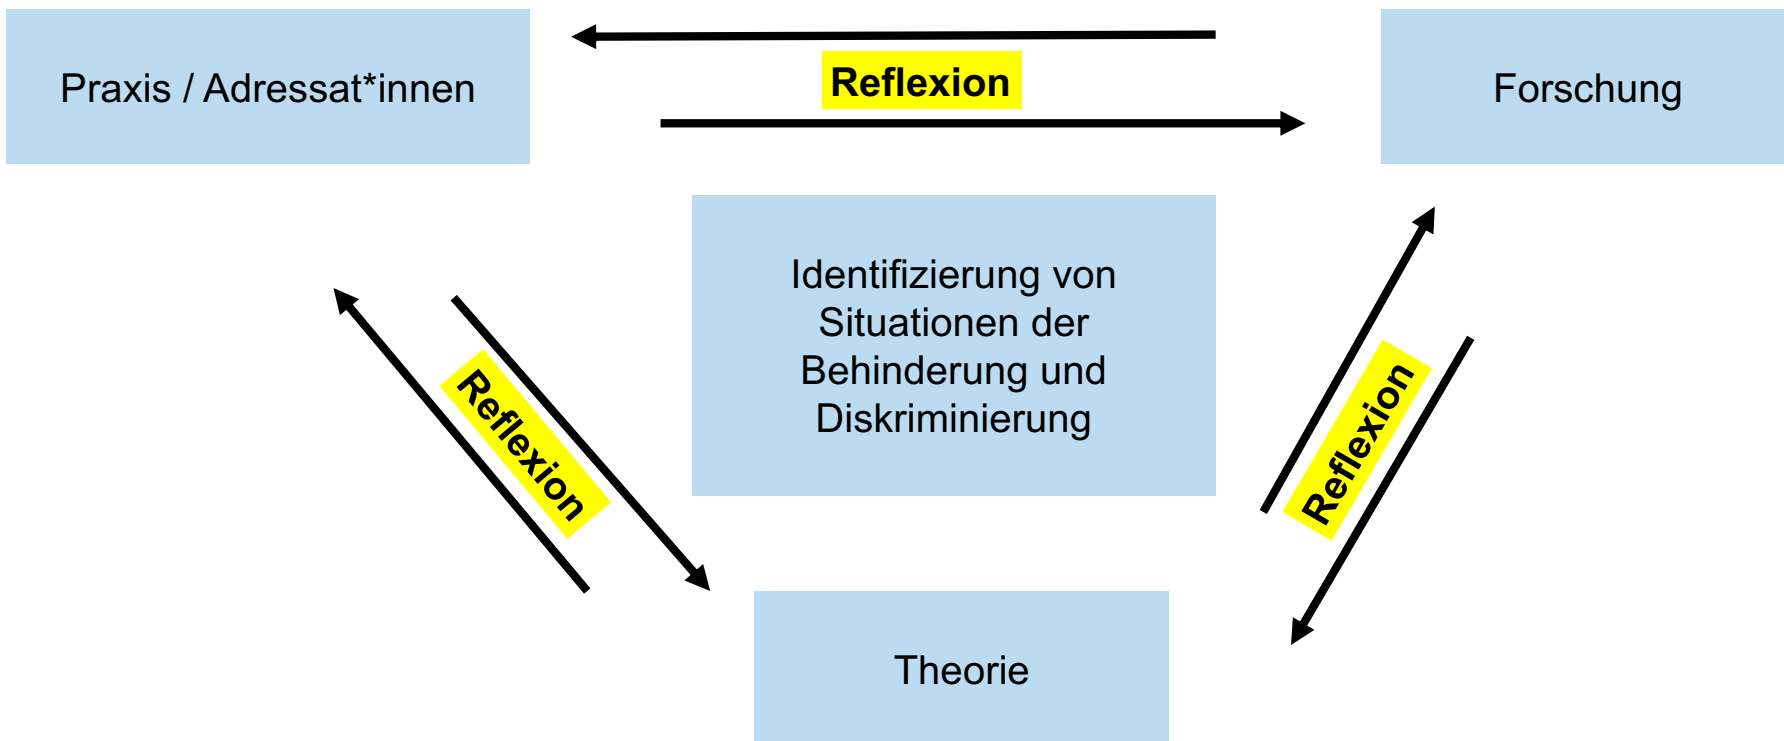 Praxis / Adressat*innen
Reflexion
Forschung
Identifizierung von
Situationen der
Behinderung und
Diskriminierung
Reflexion
Reflexion
Theorie